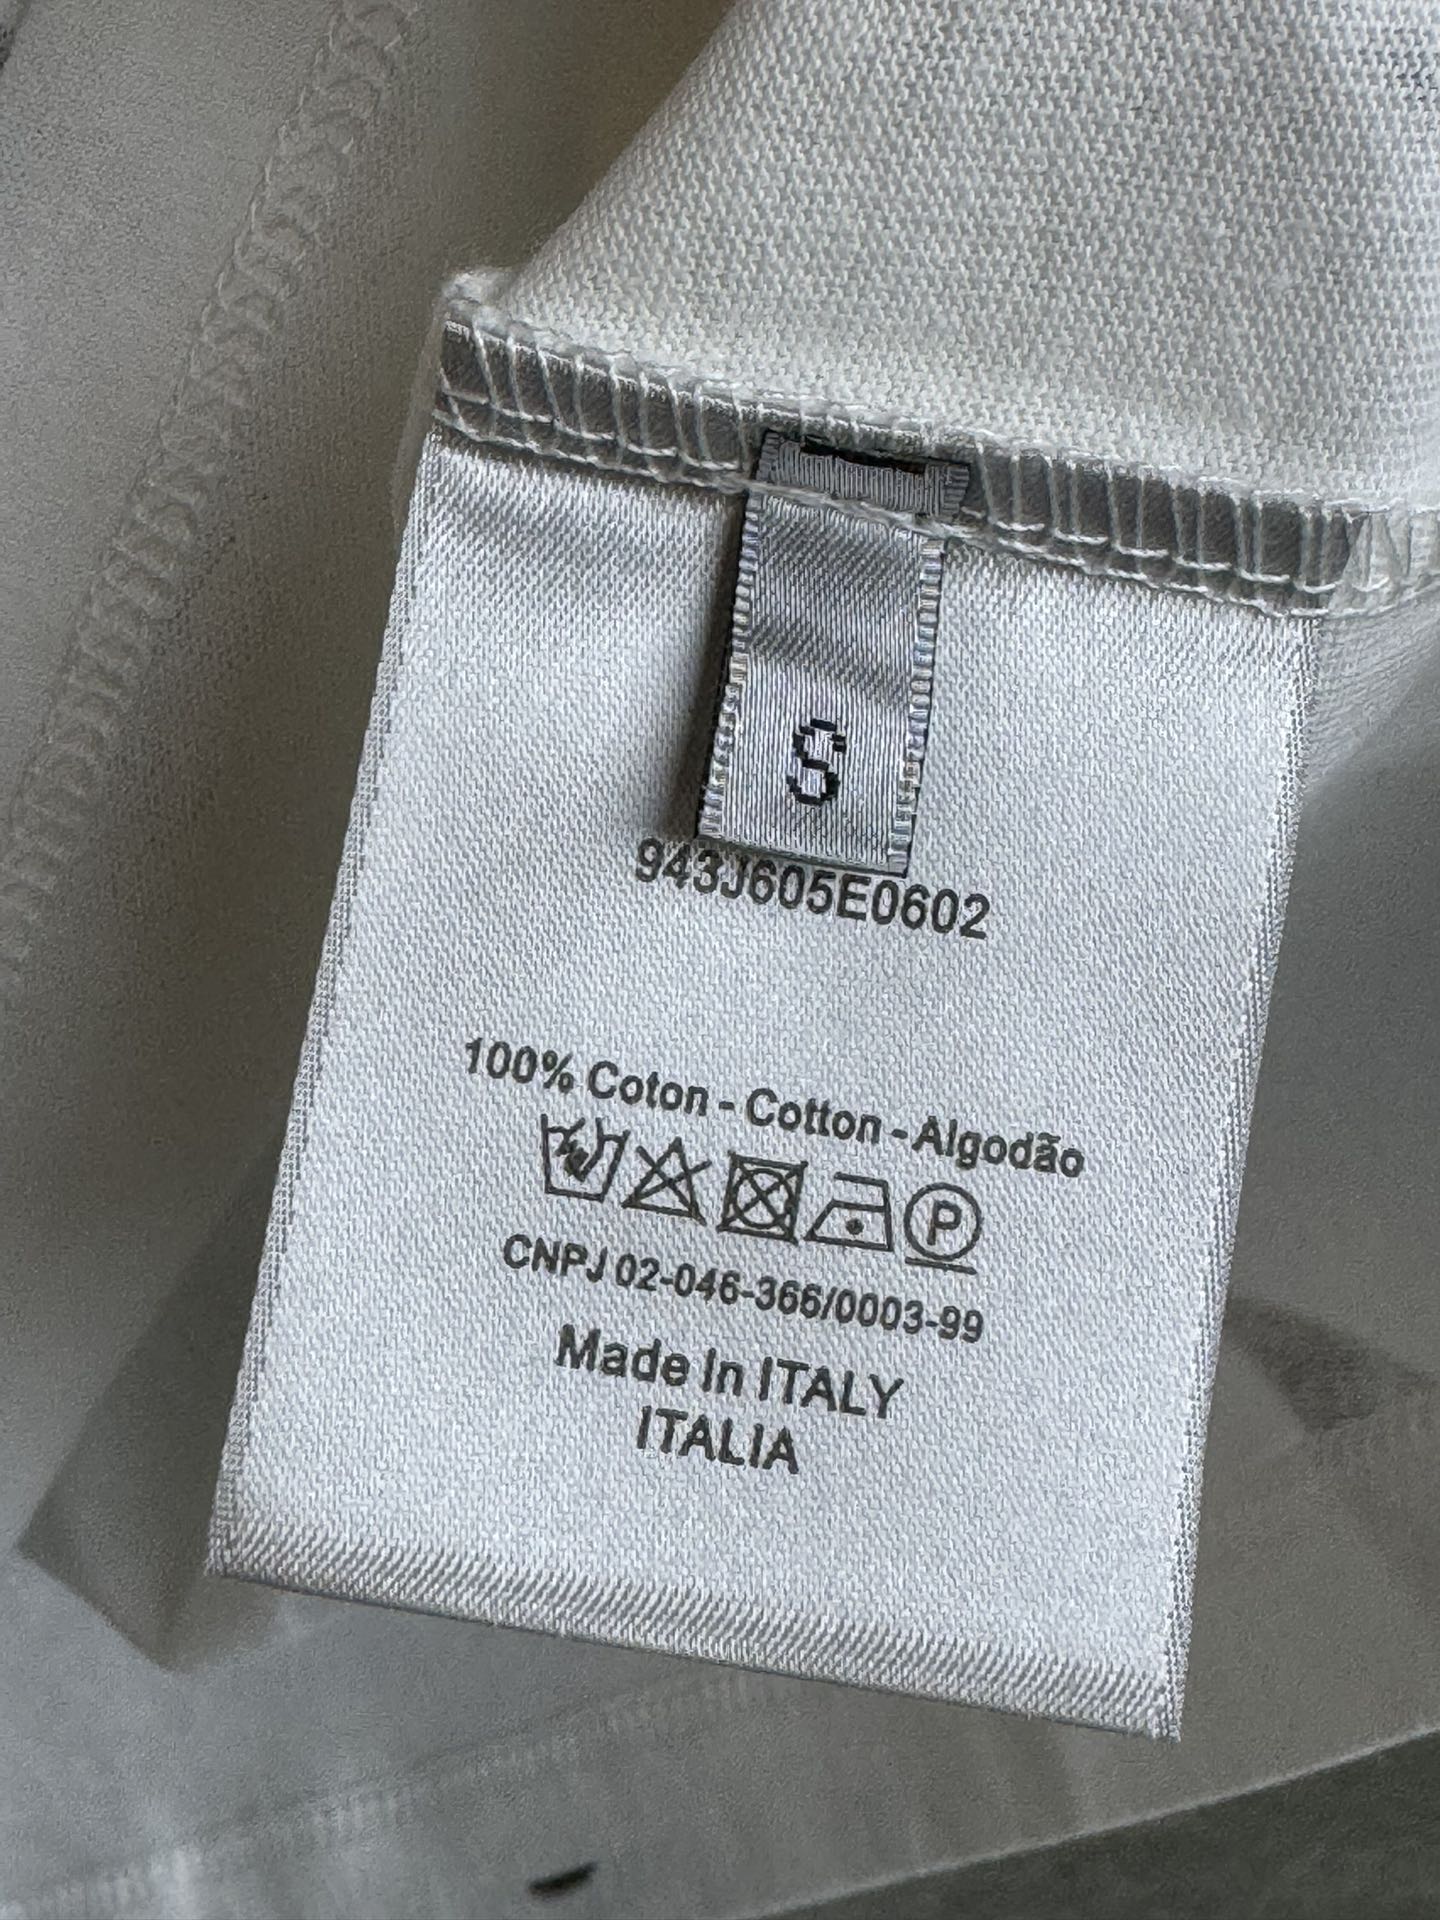 S
943J605E0602
100% Coton - Cotton - Algodão
P
CNPJ 02-046-366/0003-99
Made In ITALY
ITALIA